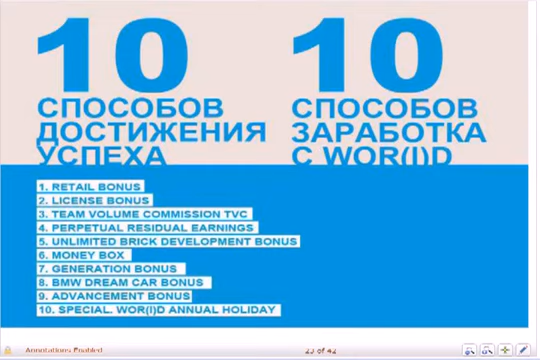 10
СПОСОБОВ
ДОСТИЖЕНИЯ
УСПЕХА
10
СПОСОБОВ
ЗАРАБОТКА
С WOR(I)D
1. RETAIL BONUS
2. LICENSE BONUS
3. TEAM VOLUME COMMISSION TVC
4. PERPETUAL RESIDUAL EARNINGS
5. UNLIMITED BRICK DEVELOPMENT BONUS
6. MONEY BOX
7. GENERATION BONUS
8. BMW DREAM CAR BONUS
9. ADVANCEMENT BONUS
10. SPECIAL. WOR(I)D ANNUAL HOLIDAY
Annotations Enabled
of 42